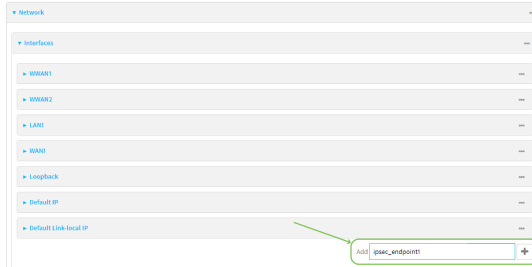 Network
Interfaces
WWAN1
WWAN2
LAN1
WAN1
Loopback
Default IP
Default Link-local IP
Add ipsec_endpoint1